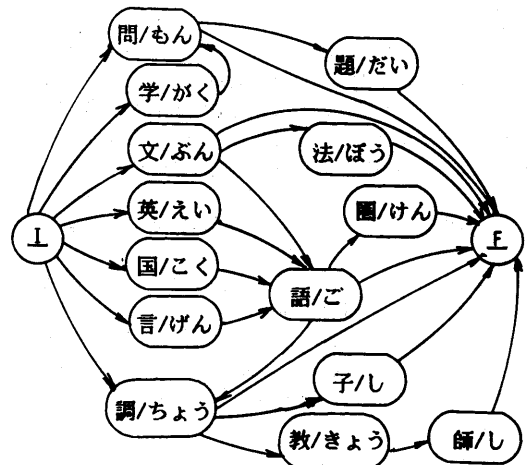 問/もん
題/だい
学/がく
文/ぶん
法/ぼう
英/えい
圏/けん
I
F
国/こく
語/ご
言/げん
子/し
調/ちょう
教/きょう
師/し